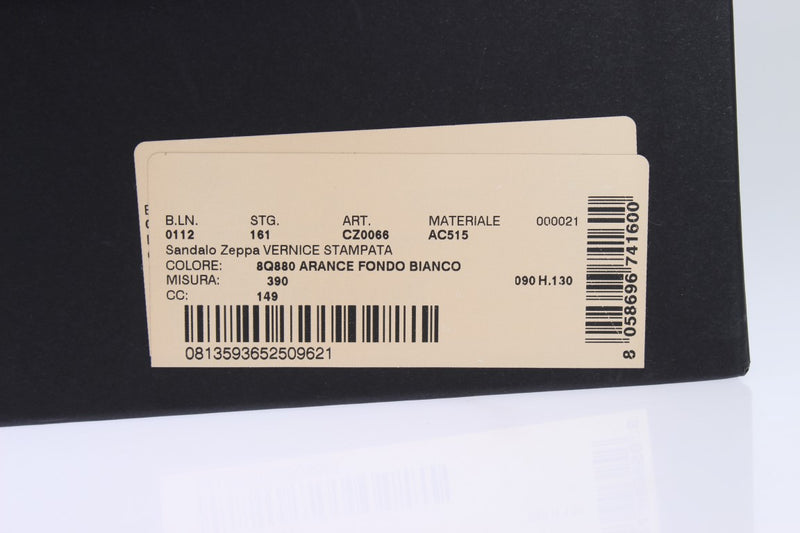 B.LN. STG. ART. MATERIALE 000021
0112 161 CZ0066 AC515
Sandalo Zeppa VERNICE STAMPATA
COLORE: 8Q880 ARANCE FONDO BIANCO
MISURA: 390 090 H.130
CC: 149
0813593652509621
8 058696 741600